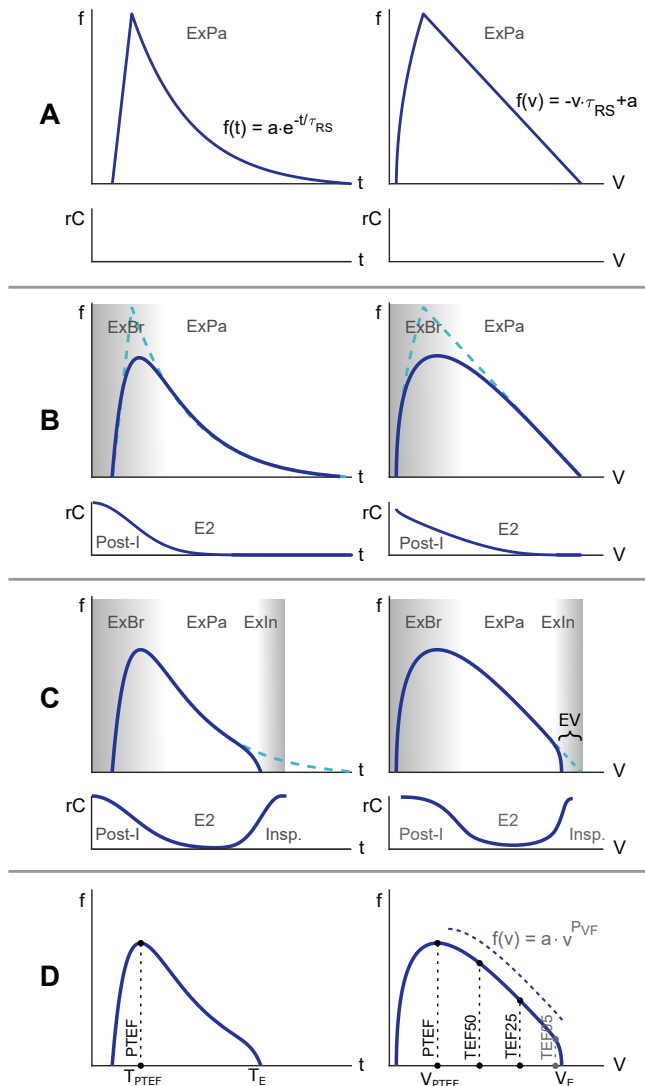 f
ExPa
f(t) = a·e^-t/τRS
t
f
ExPa
f(v) = -v·τRS+a
V
A
rC
t
rC
V
f
ExBr
ExPa
t
f
ExBr
ExPa
V
B
rC
Post-I
E2
t
rC
Post-I
E2
V
f
ExBr
ExPa
ExIn
t
f
ExBr
ExPa
ExIn
EV
V
C
rC
Post-I
E2
Insp.
t
rC
Post-I
E2
Insp.
V
f
PTEF
TPTEF
TE
t
f
f(v) = a · v^PVF
PTEF
TEF50
TEF25
TEF05
VPTEF
VE
V
D